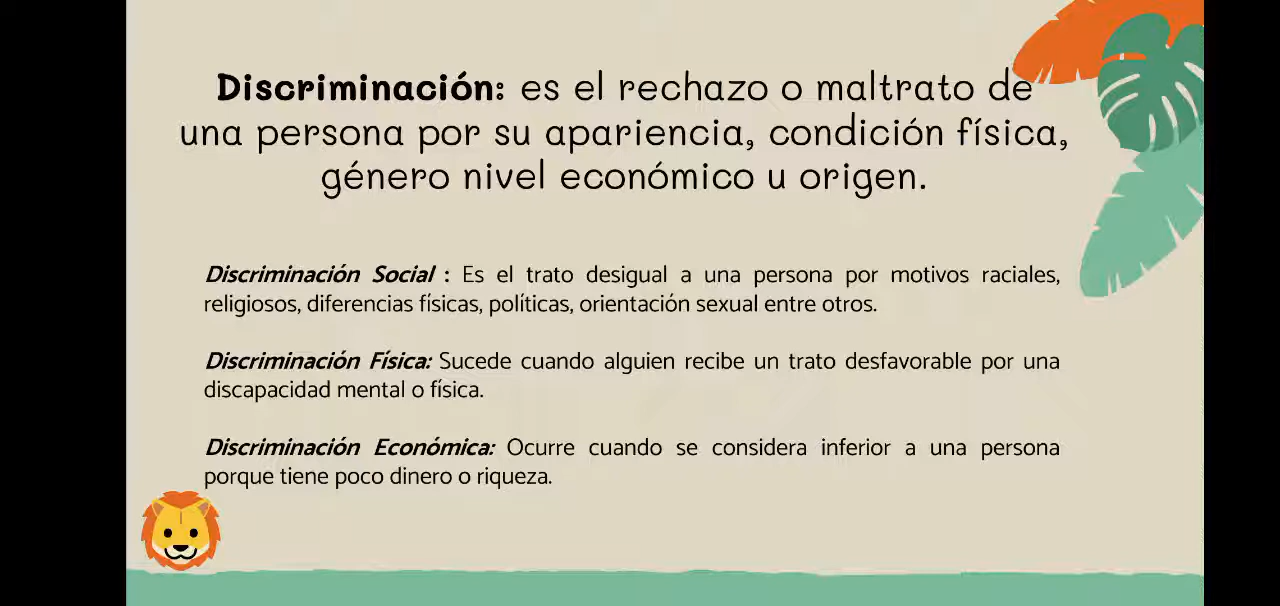 Discriminación: es el rechazo o maltrato de
una persona por su apariencia, condición física,
género nivel económico u origen.
Discriminación Social : Es el trato desigual a una persona por motivos raciales,
religiosos, diferencias físicas, políticas, orientación sexual entre otros.
Discriminación Física: Sucede cuando alguien recibe un trato desfavorable por una
discapacidad mental o física.
Discriminación Económica: Ocurre cuando se considera inferior a una persona
porque tiene poco dinero o riqueza.